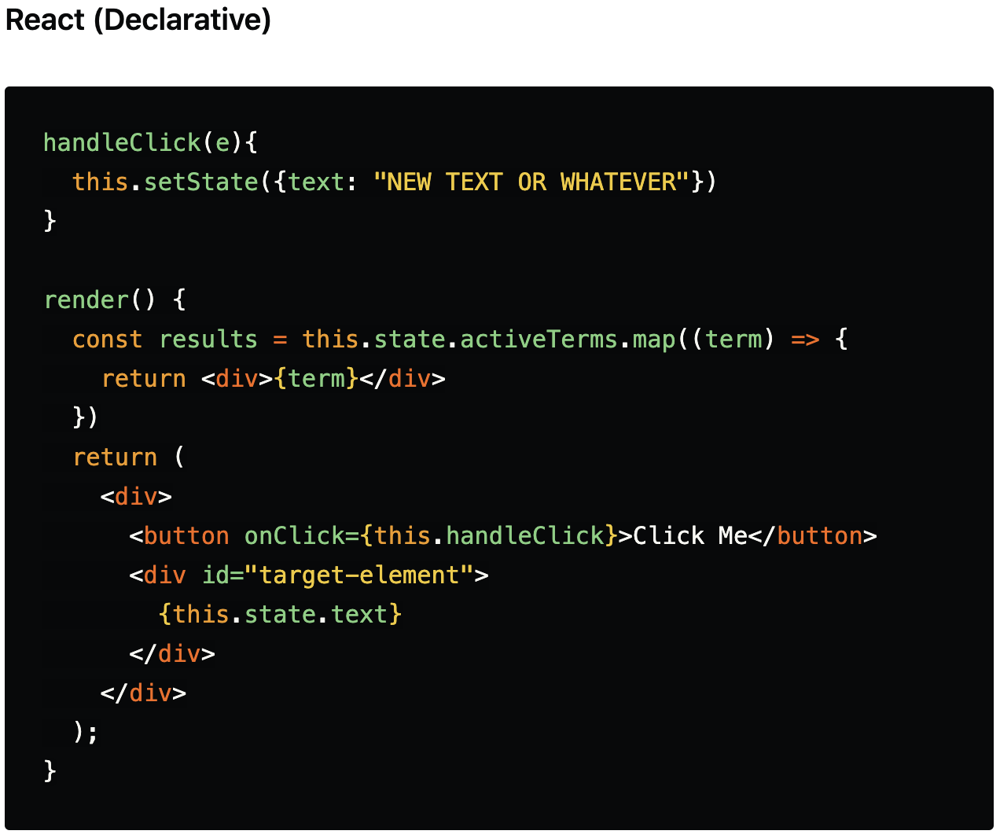 React (Declarative)
handleClick(e){
  this.setState({text: "NEW TEXT OR WHATEVER"})
}
render() {
  const results = this.state.activeTerms.map((term) => {
    return <div>{term}</div>
  })
  return (
    <div>
      <button onClick={this.handleClick}>Click Me</button>
      <div id="target-element">
        {this.state.text}
      </div>
    </div>
  );
}